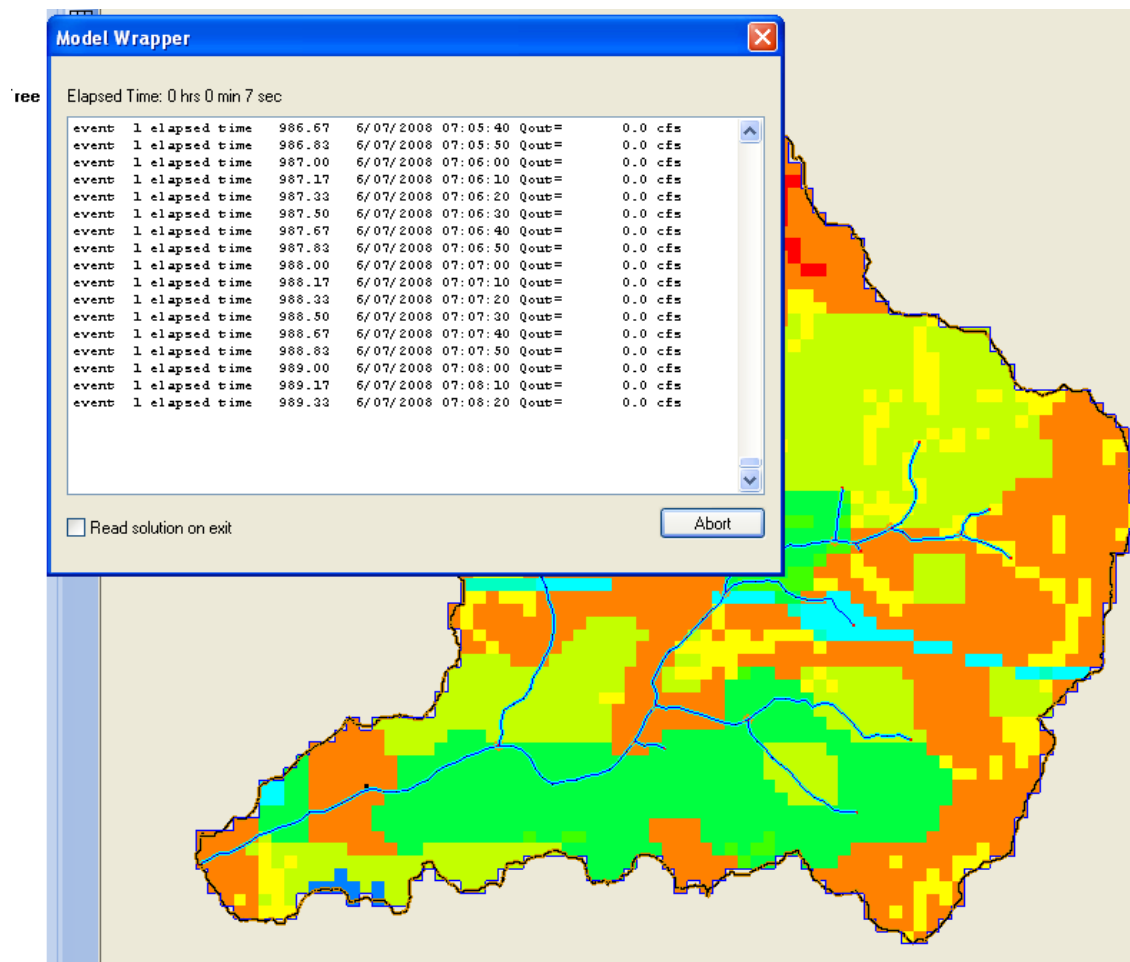 Model Wrapper
ree
Elapsed Time: 0 hrs 0 min 7 sec
event 1 elapsed time 986.67 6/07/2008 07:05:40 Qout= 0.0 cfs
event 1 elapsed time 986.83 6/07/2008 07:05:50 Qout= 0.0 cfs
event 1 elapsed time 987.00 6/07/2008 07:06:00 Qout= 0.0 cfs
event 1 elapsed time 987.17 6/07/2008 07:06:10 Qout= 0.0 cfs
event 1 elapsed time 987.33 6/07/2008 07:06:20 Qout= 0.0 cfs
event 1 elapsed time 987.50 6/07/2008 07:06:30 Qout= 0.0 cfs
event 1 elapsed time 987.67 6/07/2008 07:06:40 Qout= 0.0 cfs
event 1 elapsed time 987.83 6/07/2008 07:06:50 Qout= 0.0 cfs
event 1 elapsed time 988.00 6/07/2008 07:07:00 Qout= 0.0 cfs
event 1 elapsed time 988.17 6/07/2008 07:07:10 Qout= 0.0 cfs
event 1 elapsed time 988.33 6/07/2008 07:07:20 Qout= 0.0 cfs
event 1 elapsed time 988.50 6/07/2008 07:07:30 Qout= 0.0 cfs
event 1 elapsed time 988.67 6/07/2008 07:07:40 Qout= 0.0 cfs
event 1 elapsed time 988.83 6/07/2008 07:07:50 Qout= 0.0 cfs
event 1 elapsed time 989.00 6/07/2008 07:08:00 Qout= 0.0 cfs
event 1 elapsed time 989.17 6/07/2008 07:08:10 Qout= 0.0 cfs
event 1 elapsed time 989.33 6/07/2008 07:08:20 Qout= 0.0 cfs
Read solution on exit
Abort